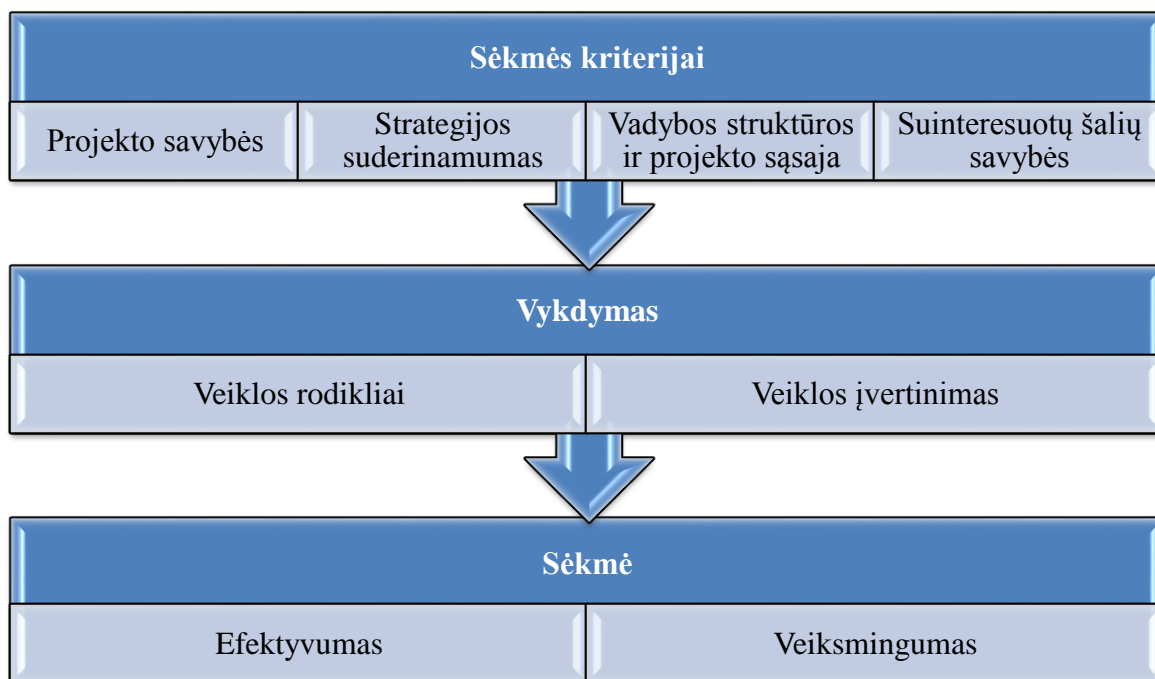 Sėkmės kriterijai
Projekto savybės
Strategijos
suderinamumas
Vadybos struktūros
ir projekto sąsaja
Suinteresuotų šalių
savybės
Vykdymas
Veiklos rodikliai
Veiklos įvertinimas
Sėkmė
Efektyvumas
Veiksmingumas